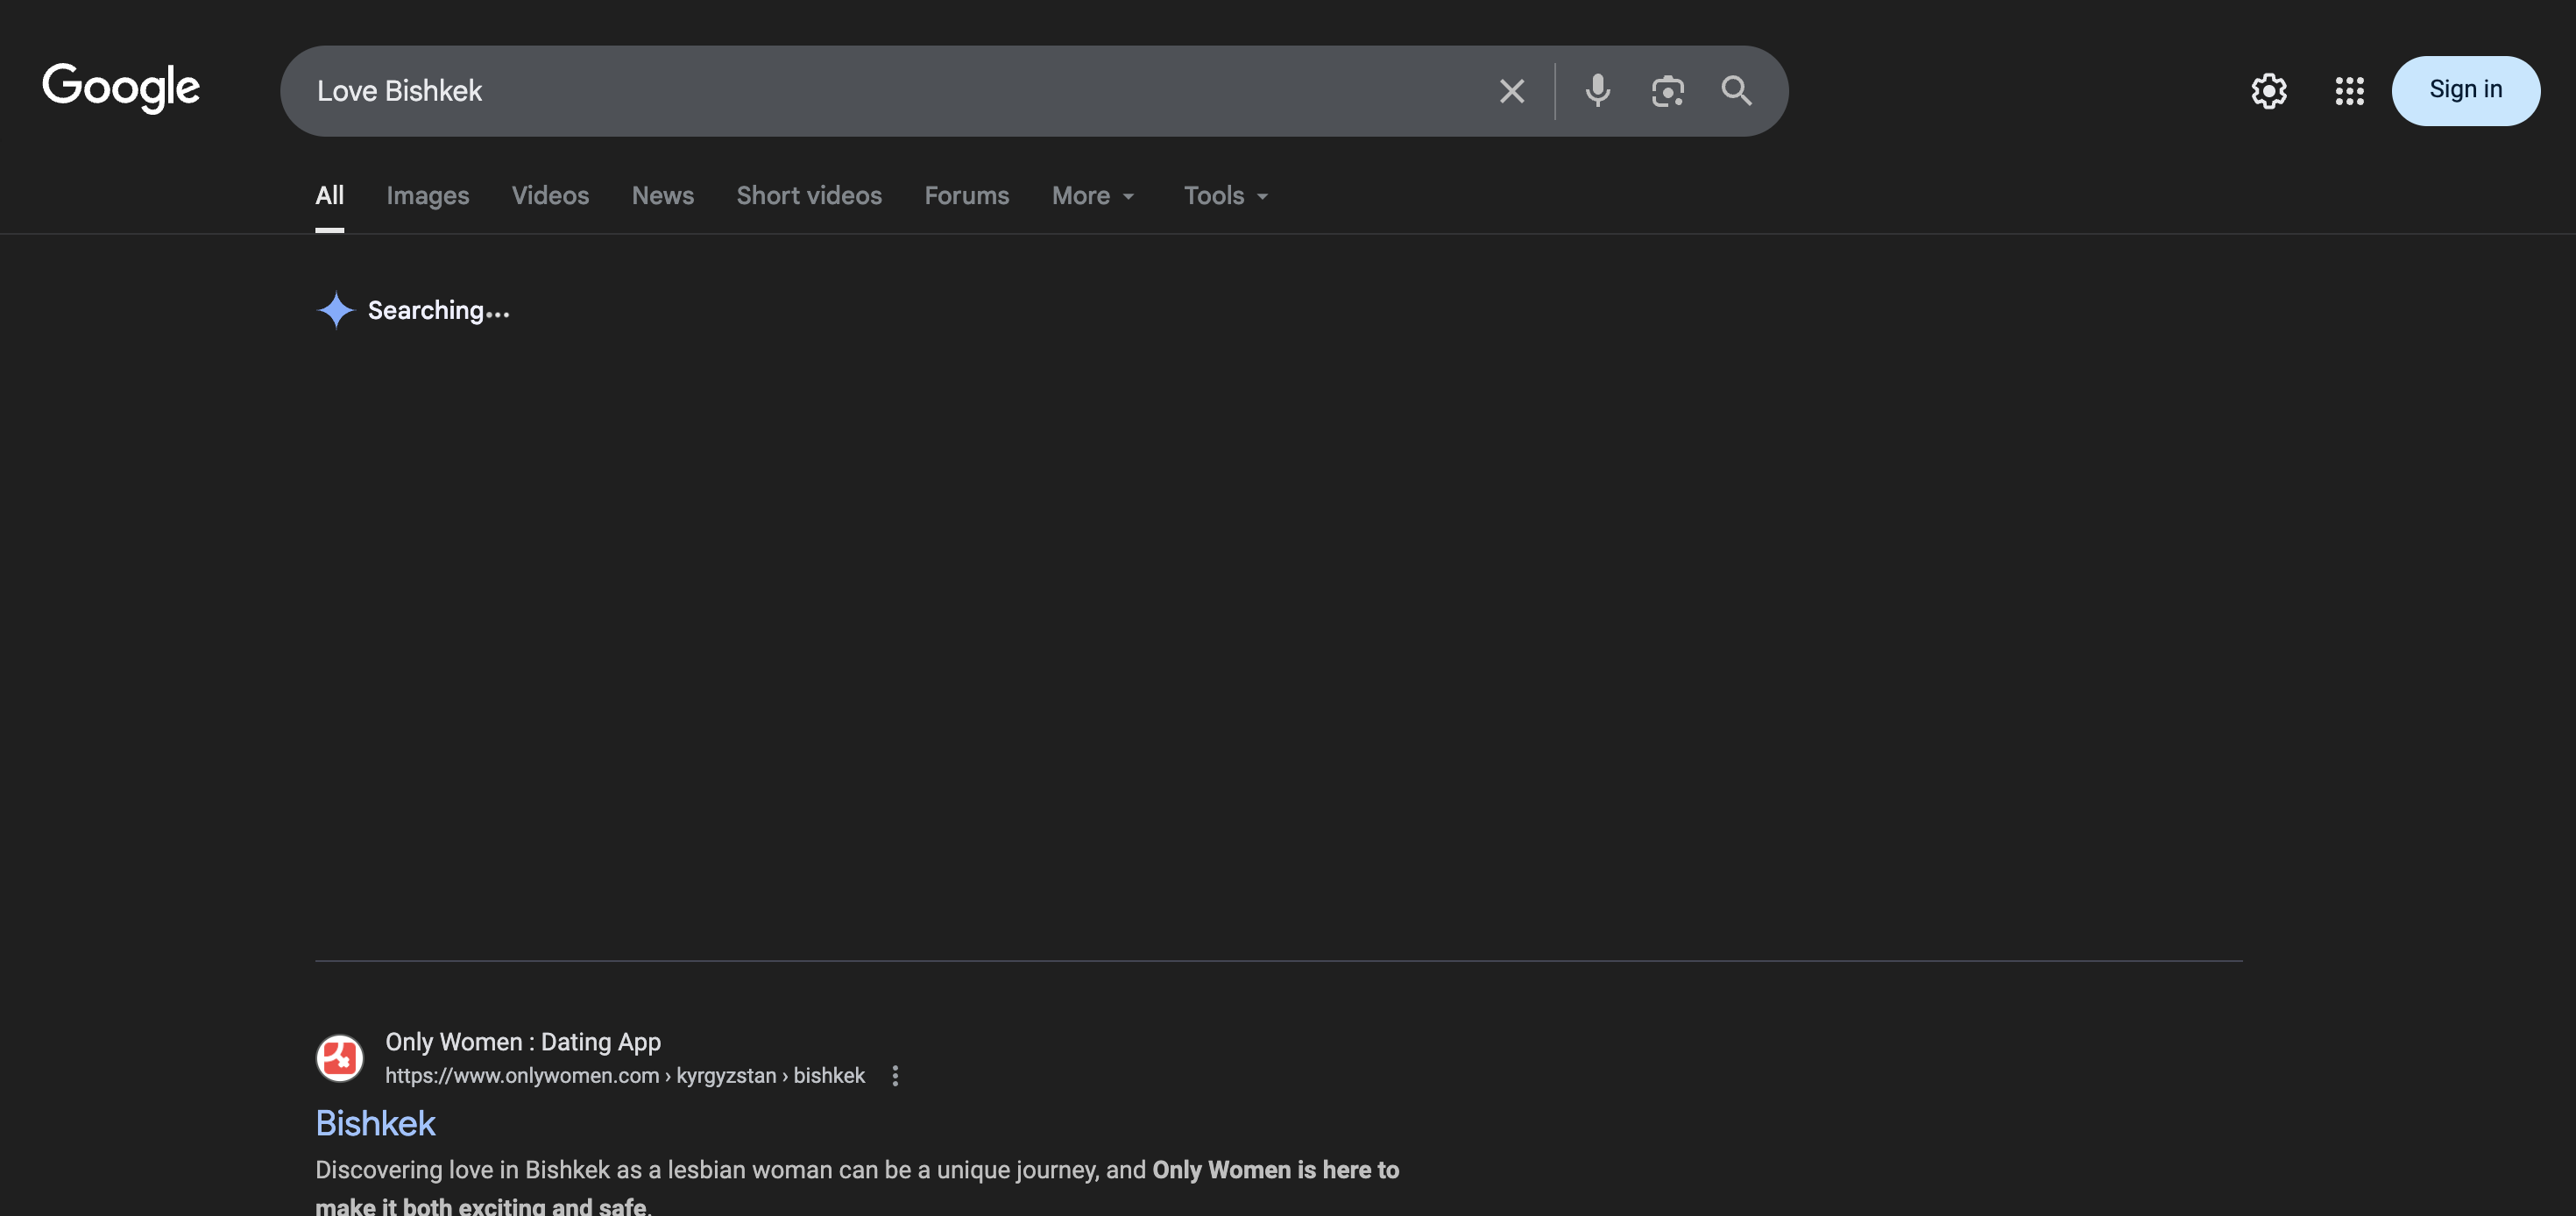 Google
Love Bishkek
Sign in
All Images Videos News Short videos Forums More Tools
Searching...
Only Women : Dating App
https://www.onlywomen.com › kyrgyzstan › bishkek
Bishkek
Discovering love in Bishkek as a lesbian woman can be a unique journey, and Only Women is here to
make it both exciting and safe.